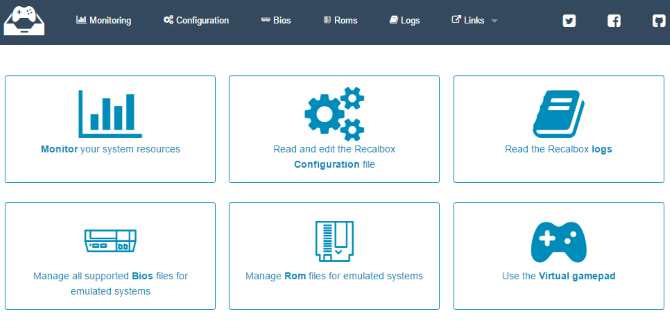 Monitoring
Configuration
Bios
Roms
Logs
Links
Monitor your system resources
Read and edit the Recalbox
Configuration file
Read the Recalbox logs
Manage all supported Bios files for
emulated systems
Manage Rom files for emulated systems
Use the Virtual gamepad